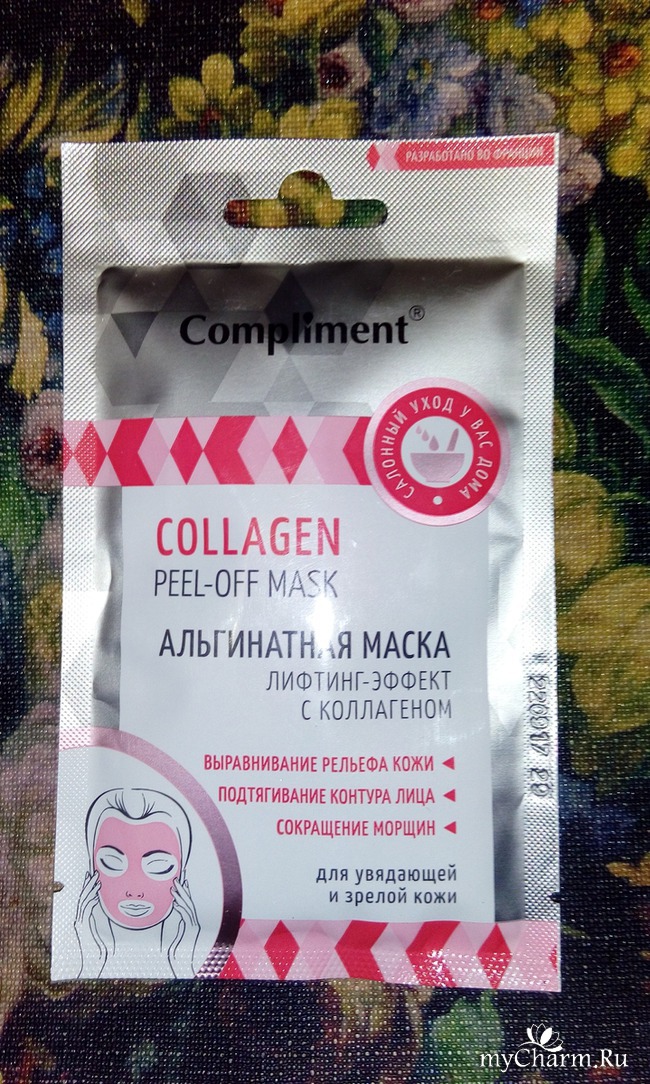 РАЗРАБОТАНО ВО ФРАНЦИИ
Compliment®
САЛОННЫЙ УХОД У ВАС ДОМА
COLLAGEN
PEEL-OFF MASK
АЛЬГИНАТНАЯ МАСКА
ЛИФТИНГ-ЭФФЕКТ
С КОЛЛАГЕНОМ
ВЫРАВНИВАНИЕ РЕЛЬЕФА КОЖИ
ПОДТЯГИВАНИЕ КОНТУРА ЛИЦА
СОКРАЩЕНИЕ МОРЩИН
для увядающей
и зрелой кожи
myCharm.Ru